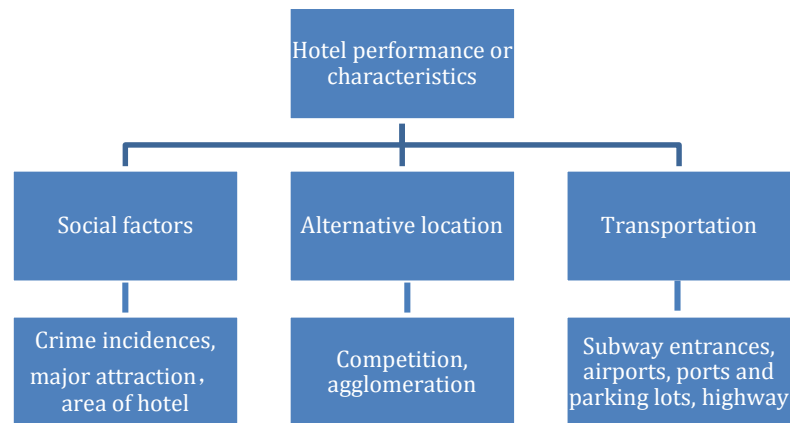 Hotel performance or
characteristics
Social factors
Alternative location
Transportation
Crime incidences,
major attraction，
area of hotel
Competition,
agglomeration
Subway entrances,
airports, ports and
parking lots, highway